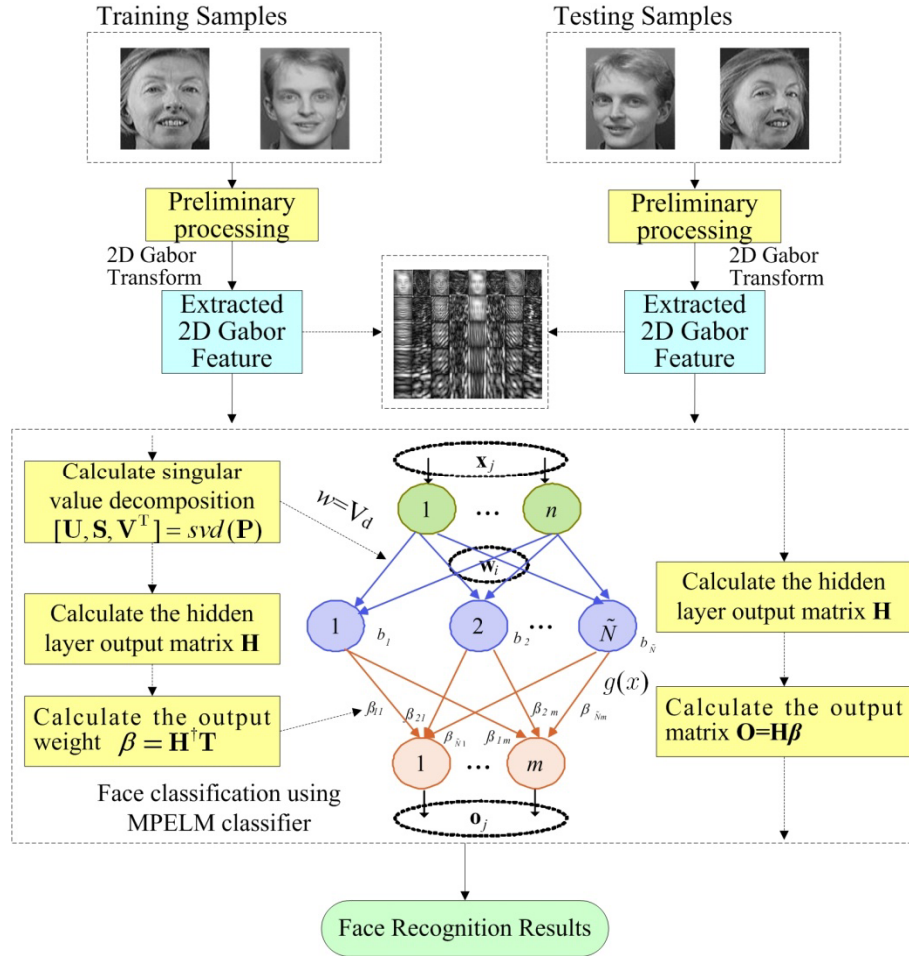 Training Samples
Testing Samples
Preliminary
processing
Preliminary
processing
2D Gabor
Transform
2D Gabor
Transform
Extracted
2D Gabor
Feature
Extracted
2D Gabor
Feature
Calculate singular
value decomposition
[U, S, Vᵀ] = svd(P)
w=V_d
x_j
1 ... n
w_i
Calculate the hidden
layer output matrix H
1 b_1 2 b_2 ... Ñ b_Ñ
g(x)
Calculate the hidden
layer output matrix H
Calculate the output
weight β = H†T
β_11 β_21 β_Ñ1 β_1m β_2m β_Ñm
Calculate the output
matrix O=Hβ
1 ... m
o_j
Face classification using
MPELM classifier
Face Recognition Results